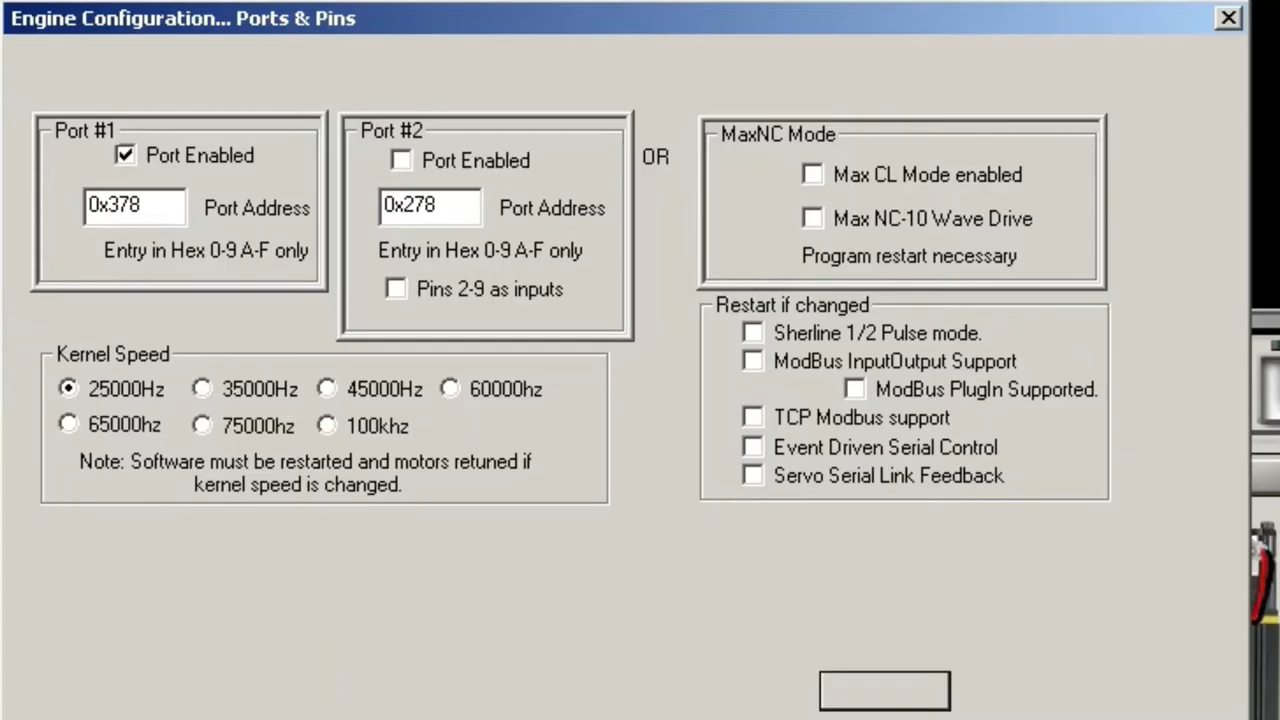 Engine Configuration... Ports & Pins
Port #1
Port Enabled
0x378 Port Address
Entry in Hex 0-9 A-F only
Port #2
Port Enabled
0x278 Port Address
Entry in Hex 0-9 A-F only
Pins 2-9 as inputs
OR
MaxNC Mode
Max CL Mode enabled
Max NC-10 Wave Drive
Program restart necessary
Restart if changed
Sherline 1/2 Pulse mode.
ModBus InputOutput Support
ModBus PlugIn Supported.
TCP Modbus support
Event Driven Serial Control
Servo Serial Link Feedback
Kernel Speed
25000Hz 35000Hz 45000Hz 60000hz
65000hz 75000hz 100khz
Note: Software must be restarted and motors retuned if
kernel speed is changed.